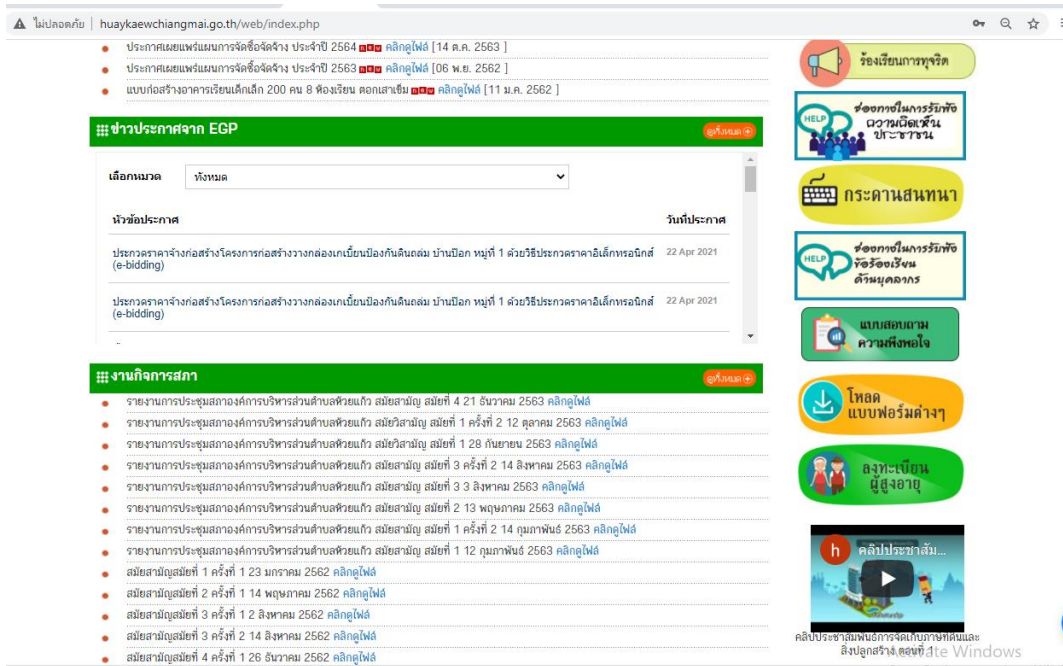 ไม่ปลอดภัย | huaykaewchiangmai.go.th/web/index.php
ประกาศเผยแพร่แผนการจัดซื้อจัดจ้าง ประจำปี 2564 คลิกดูไฟล์ [14 ต.ค. 2563 ]
ประกาศเผยแพร่แผนการจัดซื้อจัดจ้าง ประจำปี 2563 คลิกดูไฟล์ [06 พ.ย. 2562 ]
แบบก่อสร้างอาคารเรียนเด็กเล็ก 200 คน 8 ห้องเรียน ตอกเสาเข็ม คลิกดูไฟล์ [11 ม.ค. 2562 ]
ข่าวประกาศจาก EGP
ดูทั้งหมด
เลือกหมวด ทั้งหมด
หัวข้อประกาศ วันที่ประกาศ
ประกวดราคาจ้างก่อสร้างโครงการก่อสร้างวางกล่องเกเบี้ยนป้องกันดินถล่ม บ้านป๊อก หมู่ที่ 1 ด้วยวิธีประกวดราคาอิเล็กทรอนิกส์ 22 Apr 2021
(e-bidding)
ประกวดราคาจ้างก่อสร้างโครงการก่อสร้างวางกล่องเกเบี้ยนป้องกันดินถล่ม บ้านป๊อก หมู่ที่ 1 ด้วยวิธีประกวดราคาอิเล็กทรอนิกส์ 22 Apr 2021
(e-bidding)
งานกิจการสภา
ดูทั้งหมด
รายงานการประชุมสภาองค์การบริหารส่วนตำบลห้วยแก้ว สมัยสามัญ สมัยที่ 4 21 ธันวาคม 2563 คลิกดูไฟล์
รายงานการประชุมสภาองค์การบริหารส่วนตำบลห้วยแก้ว สมัยวิสามัญ สมัยที่ 1 ครั้งที่ 2 12 ตุลาคม 2563 คลิกดูไฟล์
รายงานการประชุมสภาองค์การบริหารส่วนตำบลห้วยแก้ว สมัยวิสามัญ สมัยที่ 1 28 กันยายน 2563 คลิกดูไฟล์
รายงานการประชุมสภาองค์การบริหารส่วนตำบลห้วยแก้ว สมัยสามัญ สมัยที่ 3 ครั้งที่ 2 14 สิงหาคม 2563 คลิกดูไฟล์
รายงานการประชุมสภาองค์การบริหารส่วนตำบลห้วยแก้ว สมัยสามัญ สมัยที่ 3 3 สิงหาคม 2563 คลิกดูไฟล์
รายงานการประชุมสภาองค์การบริหารส่วนตำบลห้วยแก้ว สมัยสามัญ สมัยที่ 2 13 พฤษภาคม 2563 คลิกดูไฟล์
รายงานการประชุมสภาองค์การบริหารส่วนตำบลห้วยแก้ว สมัยสามัญ สมัยที่ 1 ครั้งที่ 2 14 กุมภาพันธ์ 2563 คลิกดูไฟล์
รายงานการประชุมสภาองค์การบริหารส่วนตำบลห้วยแก้ว สมัยสามัญ สมัยที่ 1 12 กุมภาพันธ์ 2563 คลิกดูไฟล์
สมัยสามัญสมัยที่ 1 ครั้งที่ 1 23 มกราคม 2562 คลิกดูไฟล์
สมัยสามัญสมัยที่ 2 ครั้งที่ 1 14 พฤษภาคม 2562 คลิกดูไฟล์
สมัยสามัญสมัยที่ 3 ครั้งที่ 1 2 สิงหาคม 2562 คลิกดูไฟล์
สมัยสามัญสมัยที่ 3 ครั้งที่ 2 14 สิงหาคม 2562 คลิกดูไฟล์
สมัยสามัญสมัยที่ 4 ครั้งที่ 1 26 ธันวาคม 2562 คลิกดูไฟล์
ร้องเรียนการทุจริต
HELP
ช่องทางในการรับฟัง
ความคิดเห็น
ประชาชน
กระดานสนทนา
HELP
ช่องทางในการรับฟัง
ข้อร้องเรียน
ด้านบุคลากร
แบบสอบถาม
ความพึงพอใจ
โหลด
แบบฟอร์มต่างๆ
ลงทะเบียน
ผู้สูงอายุ
h คลิปประชาสัม...
คลิปประชาสัมพันธ์การจัดเก็บภาษีที่ดินและ
สิ่งปลูกสร้าง ตอนที่ 1